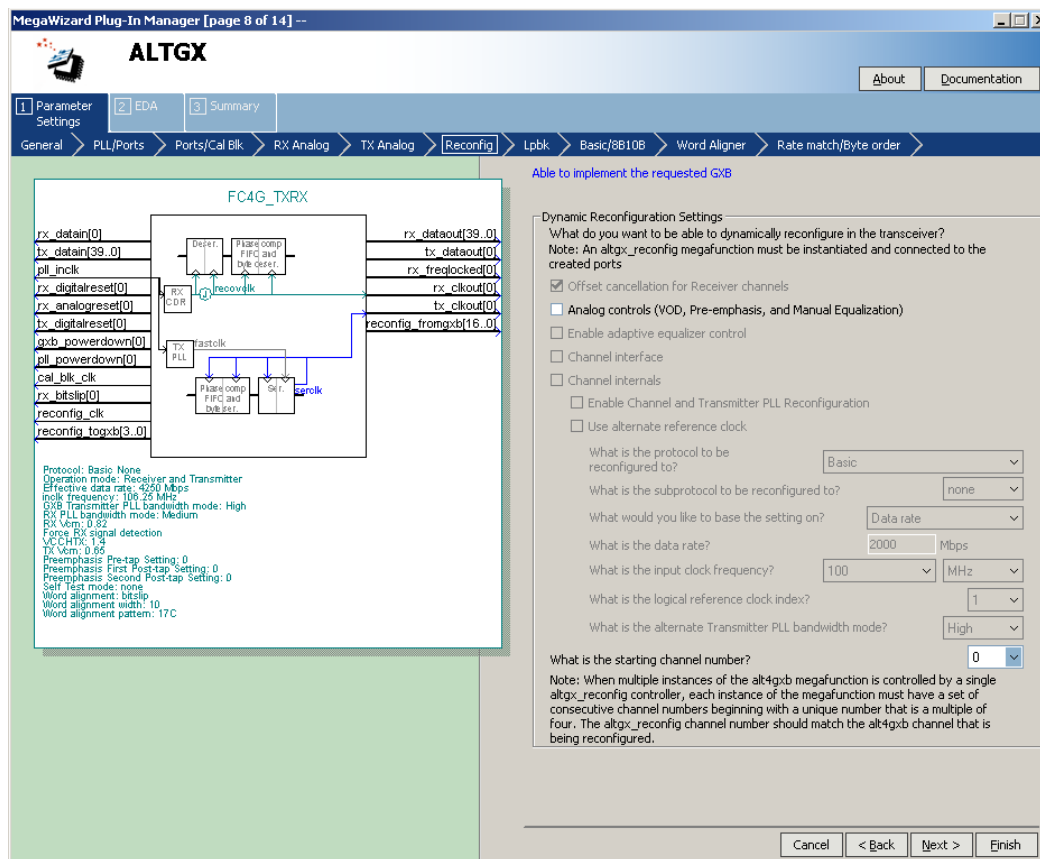 MegaWizard Plug-In Manager [page 8 of 14] --
ALTGX
About
Documentation
1 Parameter Settings
2 EDA
3 Summary
General
PLL/Ports
Ports/Cal Blk
RX Analog
TX Analog
Reconfig
Lpbk
Basic/8B10B
Word Aligner
Rate match/Byte order
FC4G_TXRX
rx_datain[0]
tx_datain[39..0]
pll_inclk
rx_digitalreset[0]
rx_analogreset[0]
tx_digitalreset[0]
gxb_powerdown[0]
pll_powerdown[0]
cal_blk_clk
rx_bitslip[0]
reconfig_clk
reconfig_togxb[3..0]
Deser.
Phase comp
FIFO and
byte deser.
RX
CDR
recovclk
TX
PLL
fastclk
Phase comp
FIFO and
byte ser.
Ser.
serclk
rx_dataout[39..0]
tx_dataout[0]
rx_freqlocked[0]
rx_clkout[0]
tx_clkout[0]
reconfig_fromgxb[16..0]
Protocol: Basic None
Operation mode: Receiver and Transmitter
Effective data rate: 4250 Mbps
inclk frequency: 106.25 MHz
GXB Transmitter PLL bandwidth mode: High
RX PLL bandwidth mode: Medium
RX Vcm: 0.82
Force RX signal detection
VCCHTX: 1.4
TX Vcm: 0.65
Preemphasis Pre-tap Setting: 0
Preemphasis First Post-tap Setting: 0
Preemphasis Second Post-tap Setting: 0
Self Test mode: none
Word alignment: bitslip
Word alignment width: 10
Word alignment pattern: 17C
Able to implement the requested GXB
Dynamic Reconfiguration Settings
What do you want to be able to dynamically reconfigure in the transceiver?
Note: An altgx_reconfig megafunction must be instantiated and connected to the
created ports
Offset cancellation for Receiver channels
Analog controls (VOD, Pre-emphasis, and Manual Equalization)
Enable adaptive equalizer control
Channel interface
Channel internals
Enable Channel and Transmitter PLL Reconfiguration
Use alternate reference clock
What is the protocol to be
reconfigured to?
Basic
What is the subprotocol to be reconfigured to?
none
What would you like to base the setting on?
Data rate
What is the data rate?
2000
Mbps
What is the input clock frequency?
100
MHz
What is the logical reference clock index?
1
What is the alternate Transmitter PLL bandwidth mode?
High
What is the starting channel number?
0
Note: When multiple instances of the alt4gxb megafunction is controlled by a single
altgx_reconfig controller, each instance of the megafunction must have a set of
consecutive channel numbers beginning with a unique number that is a multiple of
four. The altgx_reconfig channel number should match the alt4gxb channel that is
being reconfigured.
Cancel
< Back
Next >
Finish